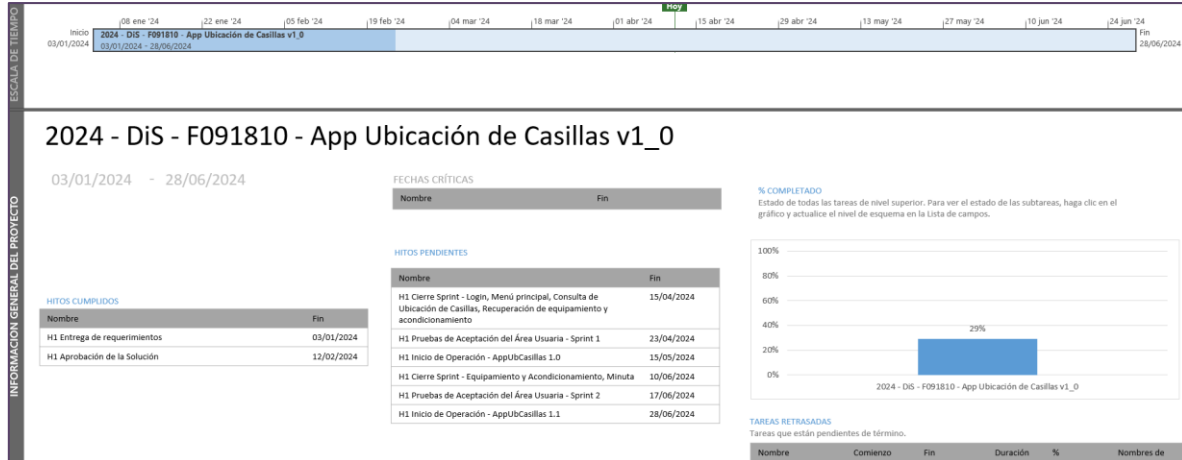 ESCALA DE TIEMPO
Hoy
08 ene '24 22 ene '24 05 feb '24 19 feb '24 04 mar '24 18 mar '24 01 abr '24 15 abr '24 29 abr '24 13 may '24 27 may '24 10 jun '24 24 jun '24
Inicio
03/01/2024
2024 - DiS - F091810 - App Ubicación de Casillas v1_0
03/01/2024 - 28/06/2024
Fin
28/06/2024
INFORMACIÓN GENERAL DEL PROYECTO
2024 - DiS - F091810 - App Ubicación de Casillas v1_0
03/01/2024 - 28/06/2024
HITOS CUMPLIDOS
Nombre Fin
H1 Entrega de requerimientos 03/01/2024
H1 Aprobación de la Solución 12/02/2024
FECHAS CRÍTICAS
Nombre Fin
HITOS PENDIENTES
Nombre Fin
H1 Cierre Sprint - Login, Menú principal, Consulta de 15/04/2024
Ubicación de Casillas, Recuperación de equipamiento y
acondicionamiento
H1 Pruebas de Aceptación del Área Usuaria - Sprint 1 23/04/2024
H1 Inicio de Operación - AppUbCasillas 1.0 15/05/2024
H1 Cierre Sprint - Equipamiento y Acondicionamiento, Minuta 10/06/2024
H1 Pruebas de Aceptación del Área Usuaria - Sprint 2 17/06/2024
H1 Inicio de Operación - AppUbCasillas 1.1 28/06/2024
% COMPLETADO
Estado de todas las tareas de nivel superior. Para ver el estado de las subtareas, haga clic en el
gráfico y actualice el nivel de esquema en la Lista de campos.
100%
80%
60%
40%
20%
0%
29%
2024 - DiS - F091810 - App Ubicación de Casillas v1_0
TAREAS RETRASADAS
Tareas que están pendientes de término.
Nombre Comienzo Fin Duración % Nombres de